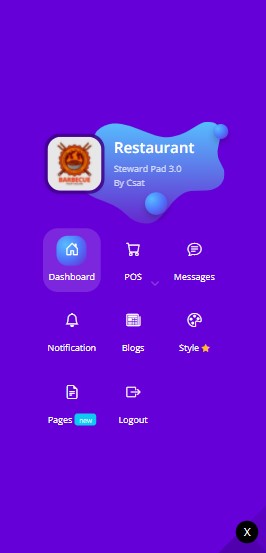 Restaurant
Steward Pad 3.0
By Csat
BARBECUE
Dashboard
POS
Messages
Notification
Blogs
Style
Pages new
Logout
X